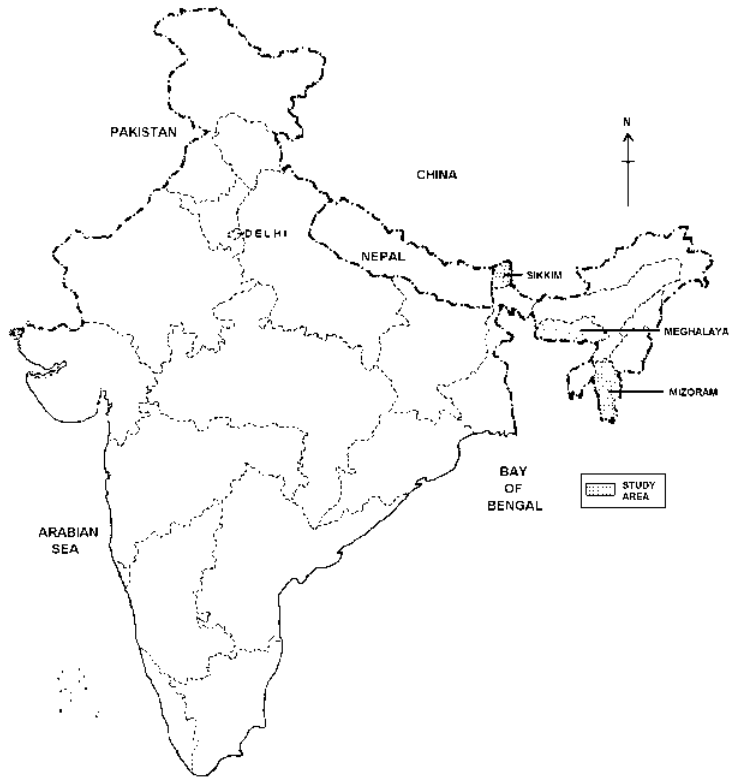 PAKISTAN
N
CHINA
DELHI
NEPAL
SIKKIM
MEGHALAYA
MIZORAM
BAY
OF
BENGAL
STUDY
AREA
ARABIAN
SEA